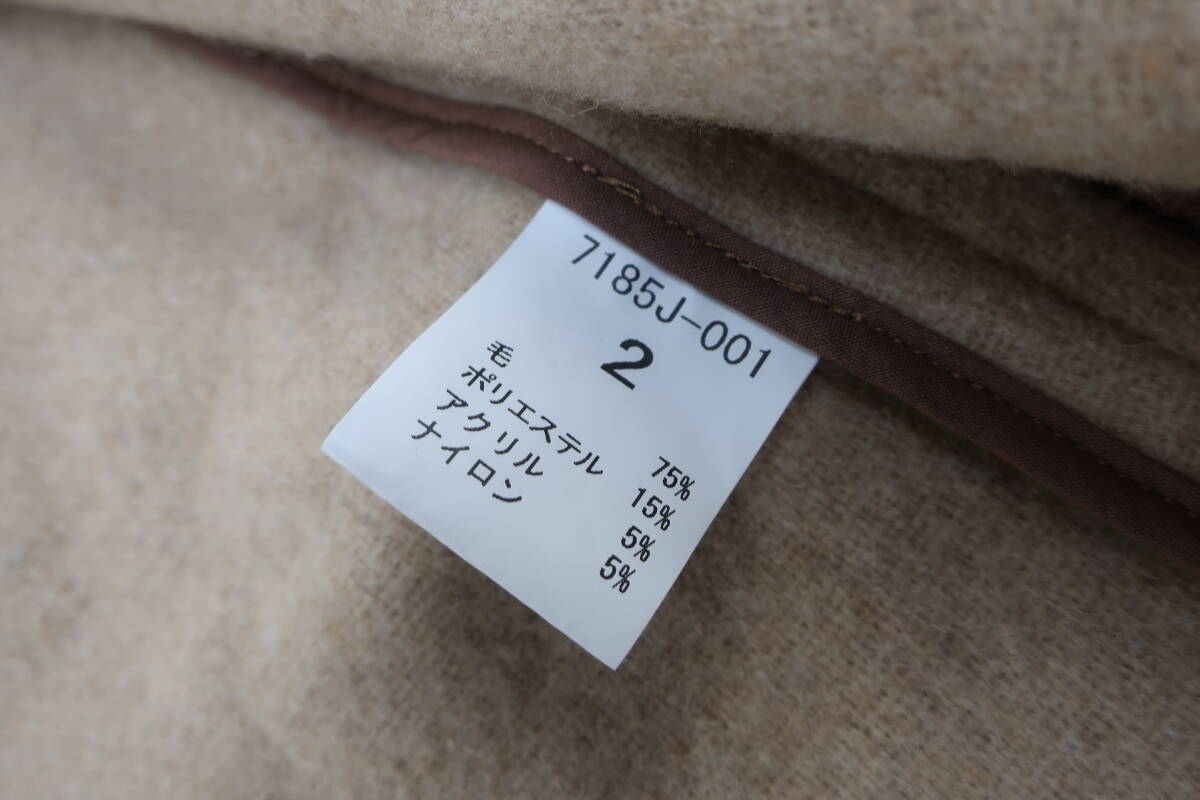 7185J-001
2
毛 75%
ポリエステル 15%
アクリル 5%
ナイロン 5%